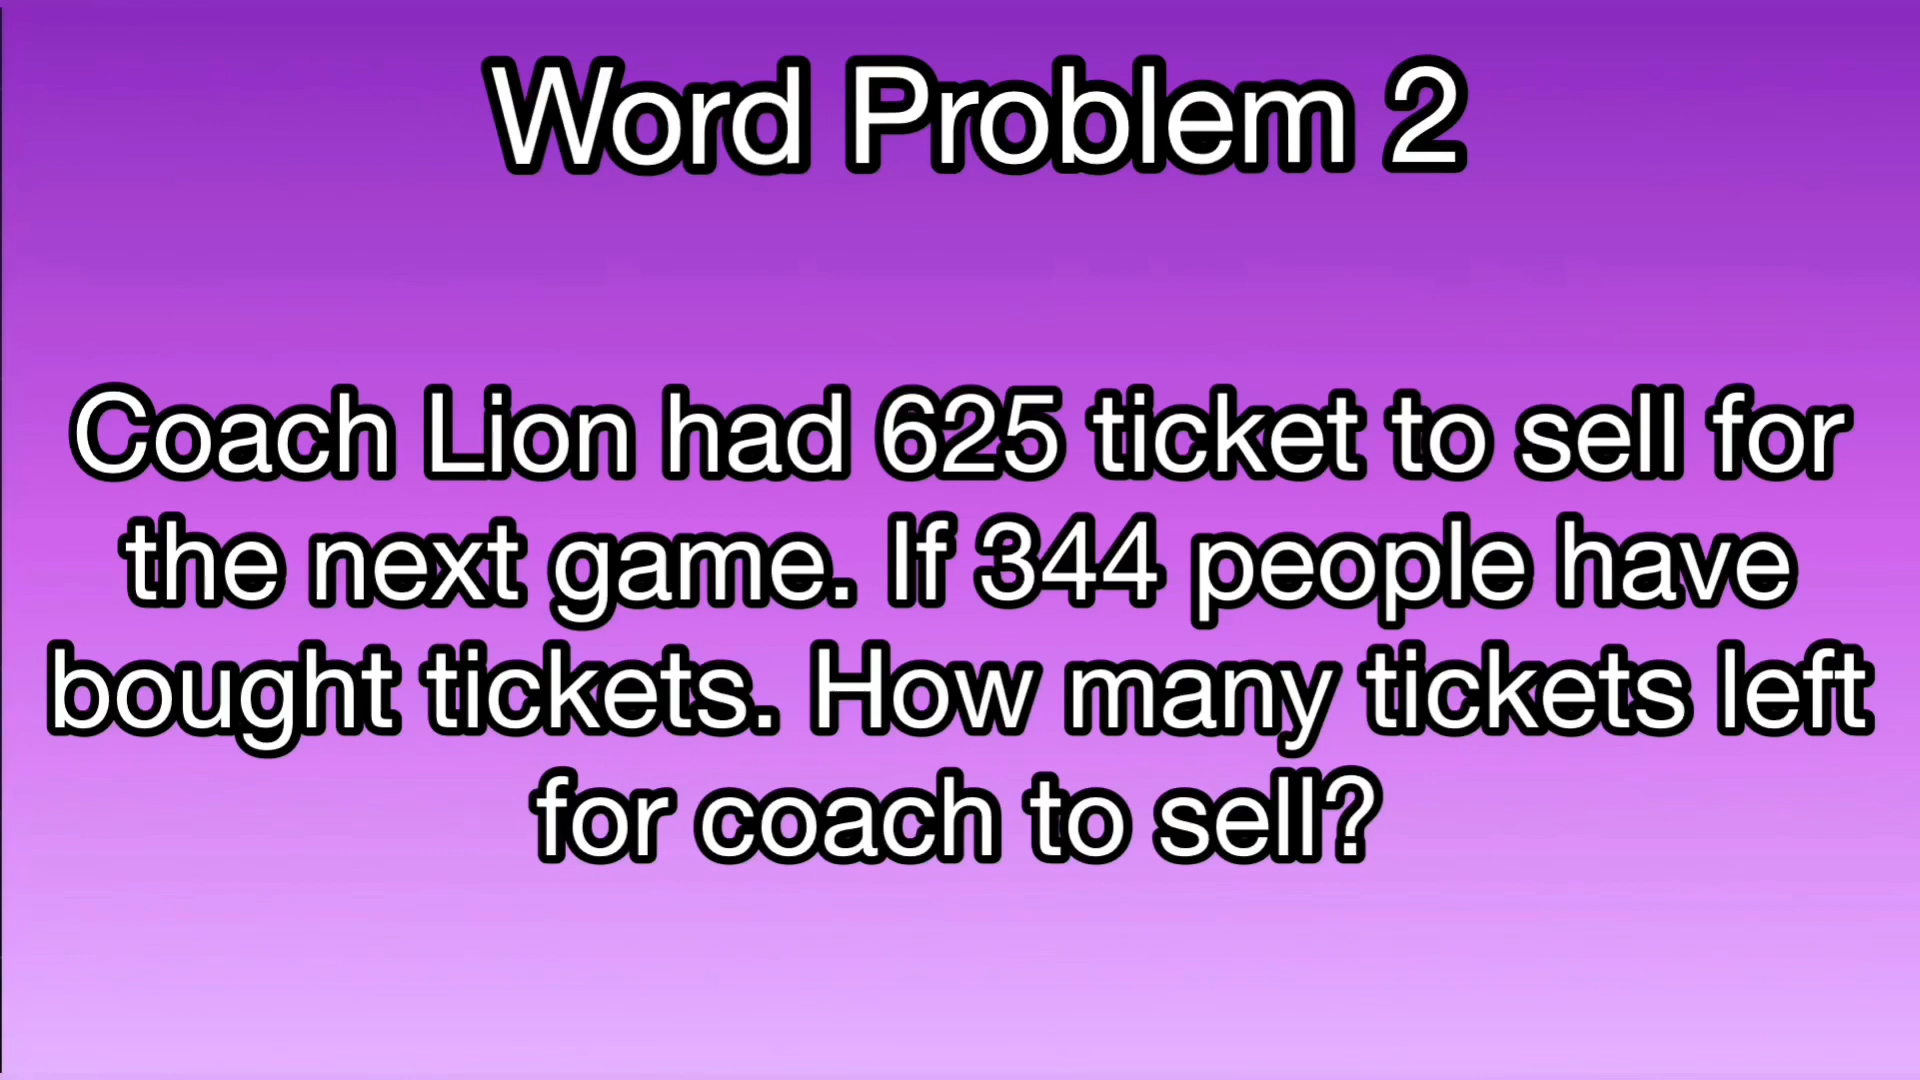 Word Problem 2
Coach Lion had 625 ticket to sell for
the next game. If 344 people have
bought tickets. How many tickets left
for coach to sell?